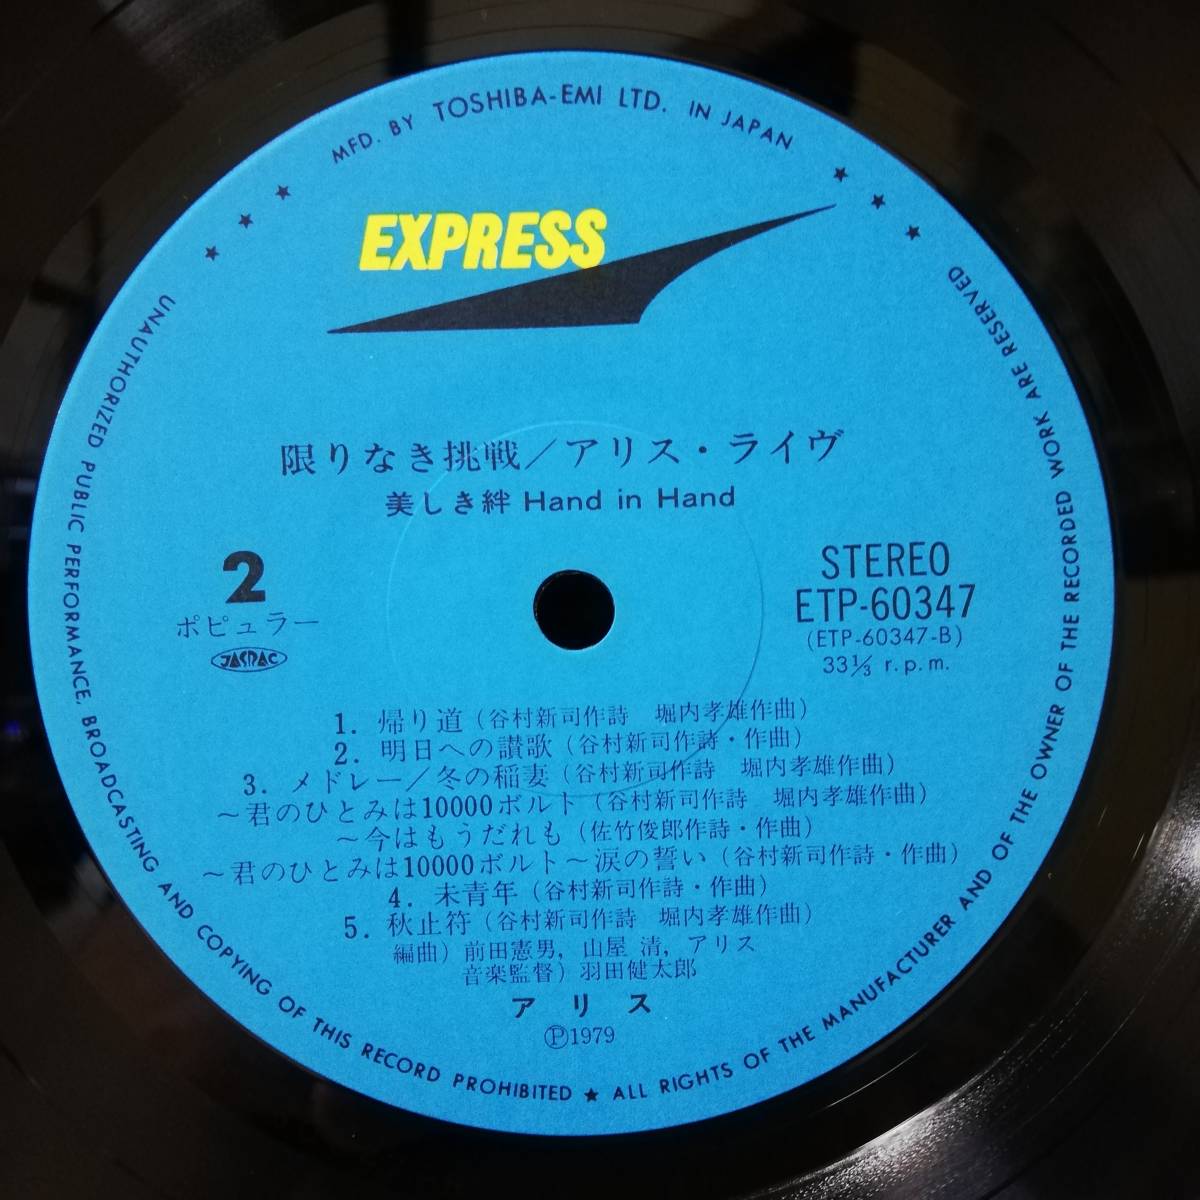 MFD. BY TOSHIBA-EMI LTD. IN JAPAN
EXPRESS
限りなき挑戦／アリス・ライヴ
美しき絆 Hand in Hand
2
ポピュラー
JASRAC
STEREO
ETP-60347
(ETP-60347-B)
33⅓ r.p.m.
1. 帰り道（谷村新司作詩 堀内孝雄作曲）
2. 明日への讃歌（谷村新司作詩・作曲）
3. メドレー／冬の稲妻（谷村新司作詩 堀内孝雄作曲）
～君のひとみは10000ボルト（谷村新司作詩 堀内孝雄作曲）
～今はもうだれも（佐竹俊郎作詩・作曲）
～君のひとみは10000ボルト～涙の誓い（谷村新司作詩・作曲）
4. 未青年（谷村新司作詩・作曲）
5. 秋止符（谷村新司作詩 堀内孝雄作曲）
編曲）前田憲男, 山屋 清, アリス
音楽監督）羽田健太郎
アリス
Ⓟ1979
UNAUTHORIZED PUBLIC PERFORMANCE, BROADCASTING AND COPYING OF THIS RECORD PROHIBITED ★ ALL RIGHTS OF THE MANUFACTURER AND OF THE OWNER OF THE RECORDED WORK ARE RESERVED